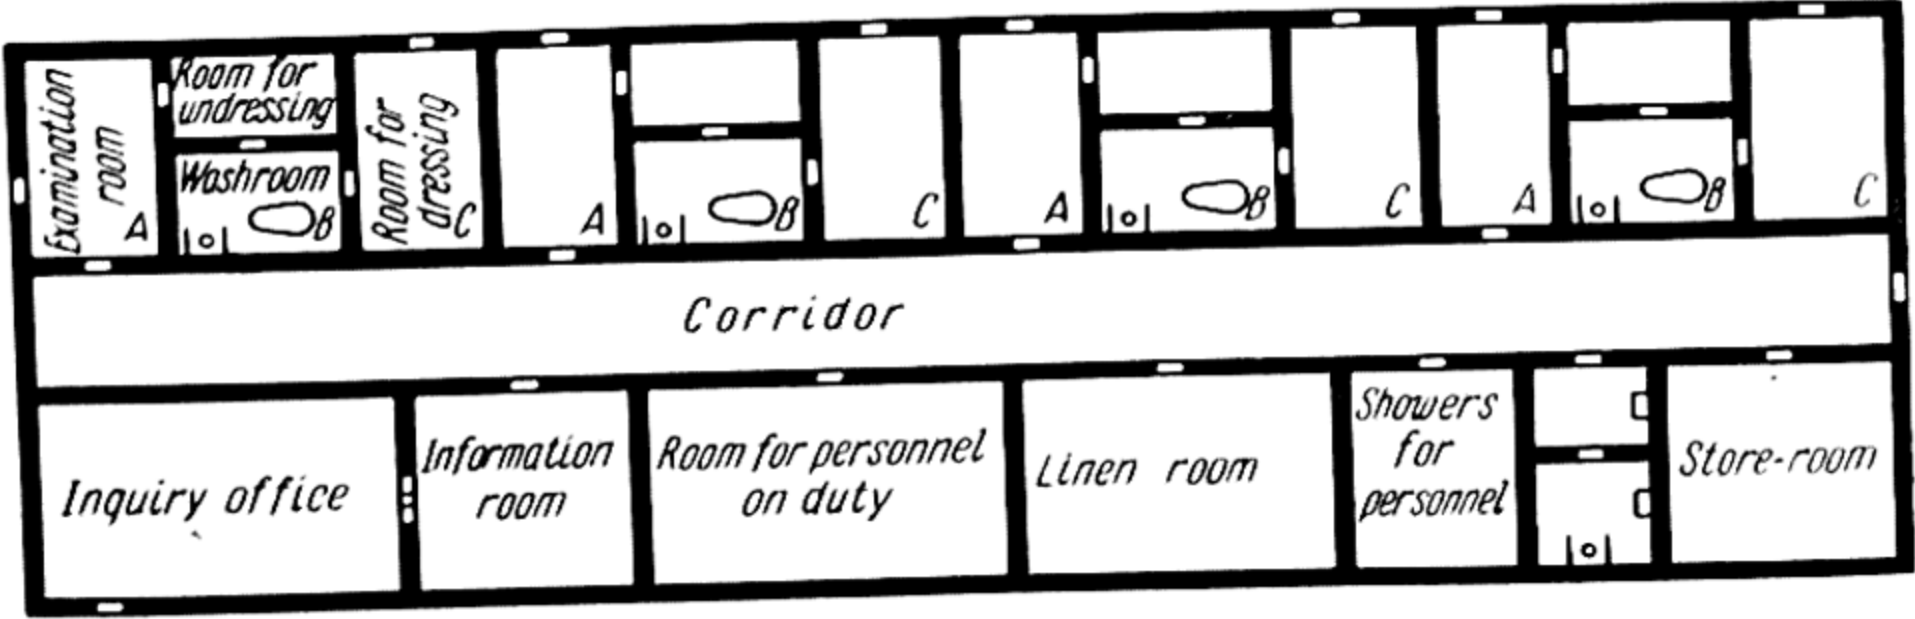 Examination
room
A
Room for
undressing
Washroom
B
Room for
dressing
C
A
B
C
A
B
C
A
B
C
Corridor
Inquiry office
Information
room
Room for personnel
on duty
Linen room
Showers
for
personnel
Store-room